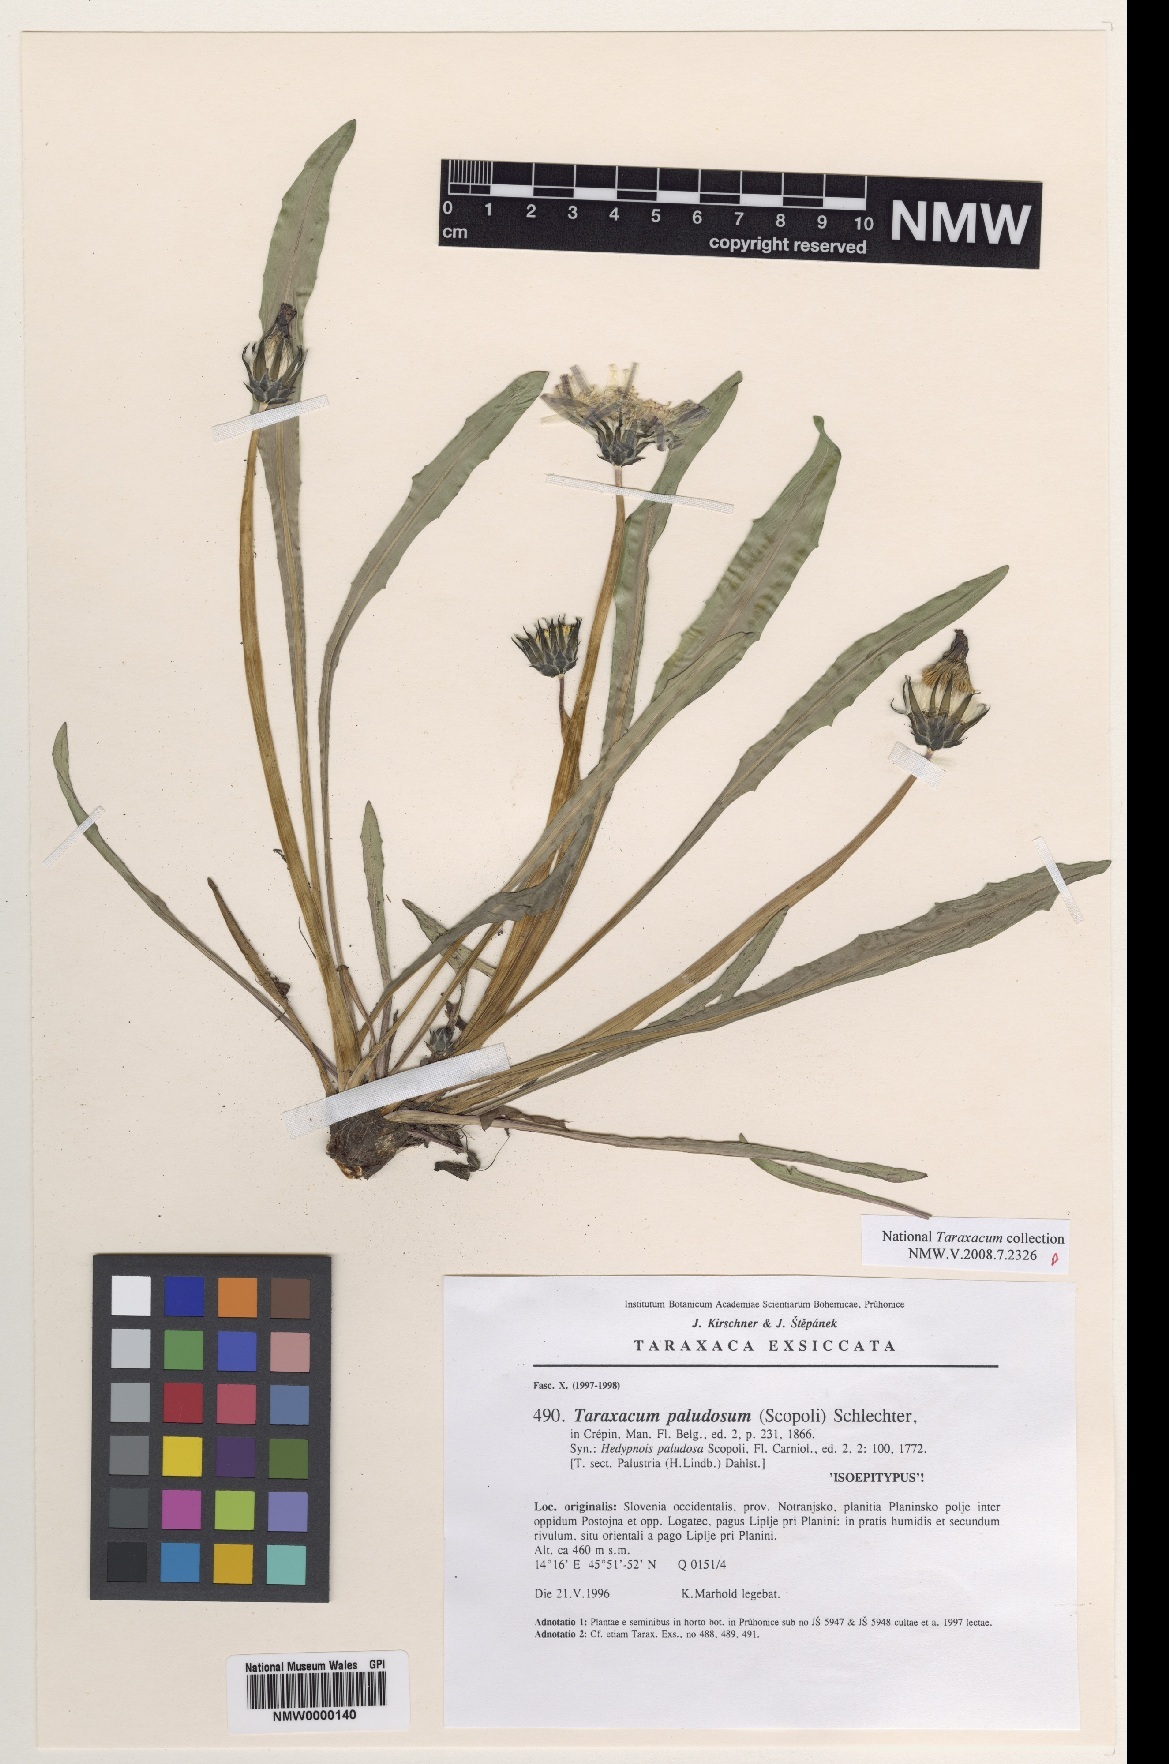 0 1 2 3 4 5 6 7 8 9 10
cm
copyright reserved
NMW
National Taraxacum collection
NMW.V.2008.7.2326
Institutum Botanicum Academiae Scientiarum Bohemicae, Průhonice
J. Kirschner & J. Štěpánek
TARAXACA EXSICCATA
Fasc. X. (1997-1998)
490. Taraxacum paludosum (Scopoli) Schlechter,
in Crépin, Man. Fl. Belg., ed. 2, p. 231, 1866.
Syn.: Hedypnois paludosa Scopoli, Fl. Carniol., ed. 2, 2: 100, 1772.
[T. sect. Palustria (H.Lindb.) Dahlst.]
'ISOEPITYPUS'!
Loc. originalis: Slovenia occidentalis, prov. Notranjsko, planitia Planinsko polje inter
oppidum Postojna et opp. Logatec, pagus Liplje pri Planini: in pratis humidis et secundum
rivulum, situ orientali a pago Liplje pri Planini.
Alt. ca 460 m s.m.
14°16' E 45°51'-52' N Q 0151/4
Die 21.V.1996 K.Marhold legebat.
Adnotatio 1: Plantae e seminibus in horto bot. in Průhonice sub no JŠ 5947 & JŠ 5948 cultae et a. 1997 lectae.
Adnotatio 2: Cf. etiam Tarax. Exs., no 488, 489, 491.
National Museum Wales GPI
NMW0000140